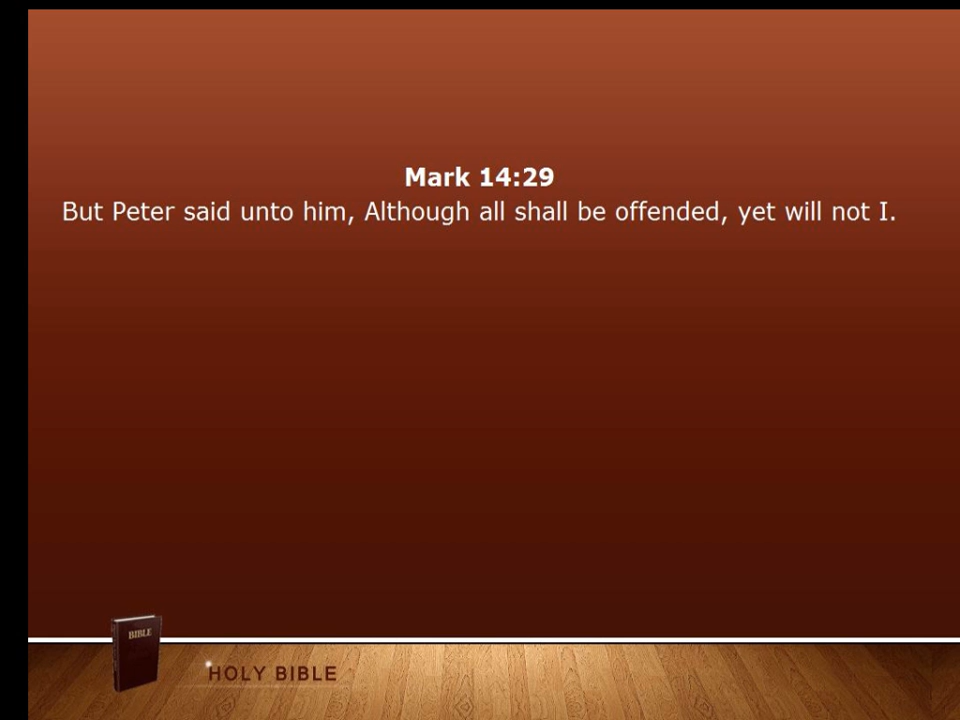 Mark 14:29
But Peter said unto him, Although all shall be offended, yet will not I.
BIBLE
HOLY BIBLE